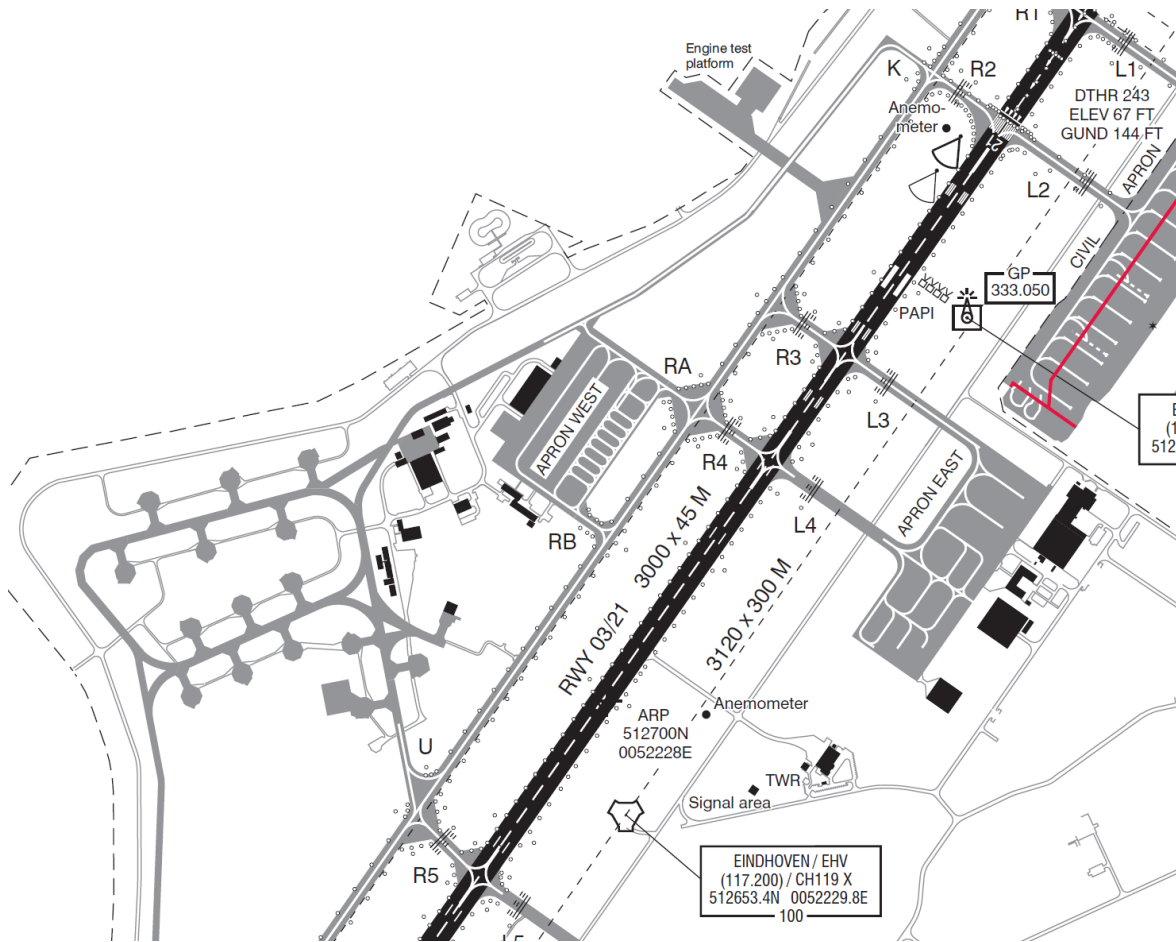 R1
Engine test
platform
K
R2
L1
DTHR 243
ELEV 67 FT
GUND 144 FT
Anemo-
meter
21
APRON
L2
CIVIL
GP
333.050
PAPI
R3
RA
L3
APRON WEST
R4
APRON EAST
L4
RB
3000 x 45 M
RWY 03/21
3120 x 300 M
ARP
512700N
0052228E
Anemometer
U
TWR
Signal area
R5
EINDHOVEN / EHV
(117.200) / CH119 X
512653.4N 0052229.8E
100
L5